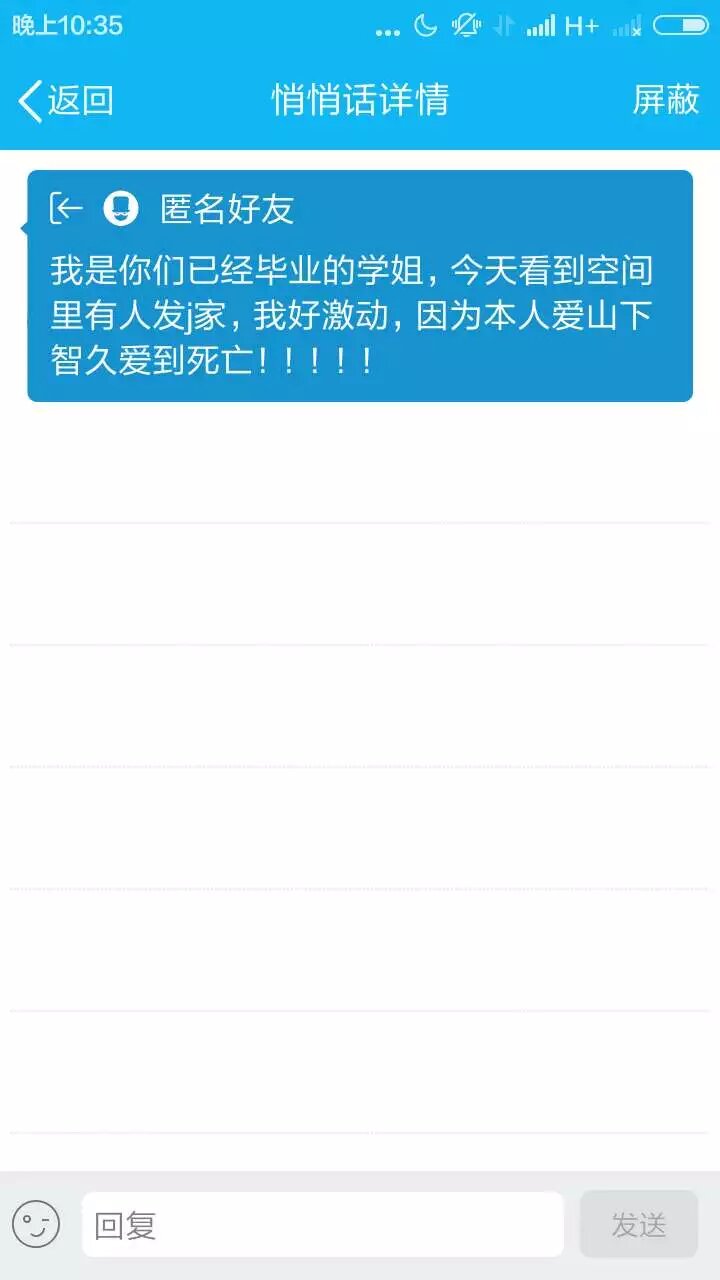 晚上10:35
H+
返回
悄悄话详情
屏蔽
匿名好友
我是你们已经毕业的学姐，今天看到空间
里有人发j家，我好激动，因为本人爱山下
智久爱到死亡！！！！！
回复
发送